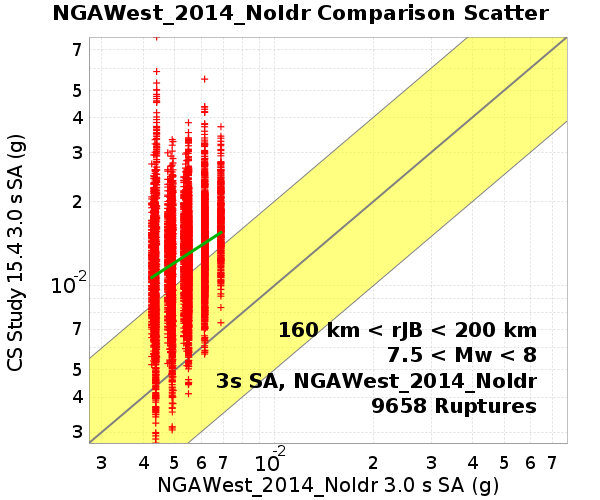 NGAWest_2014_NoIdr Comparison Scatter
CS Study 15.4 3.0 s SA (g)
7
5
4
3
2
10-2
7
5
4
3
160 km < rJB < 200 km
7.5 < Mw < 8
3s SA, NGAWest_2014_NoIdr
9658 Ruptures
3 4 5 6 7 10-2 2 3 4 5 6 7
NGAWest_2014_NoIdr 3.0 s SA (g)